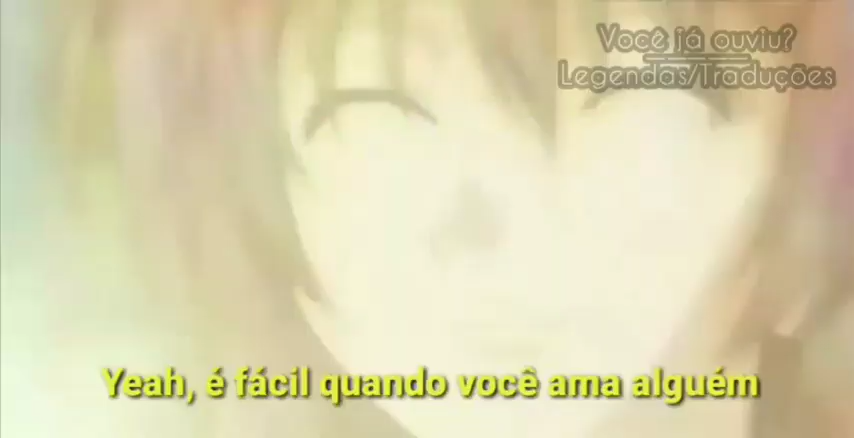 Você já ouviu?
Legendas/Traduções
Yeah, é fácil quando você ama alguém